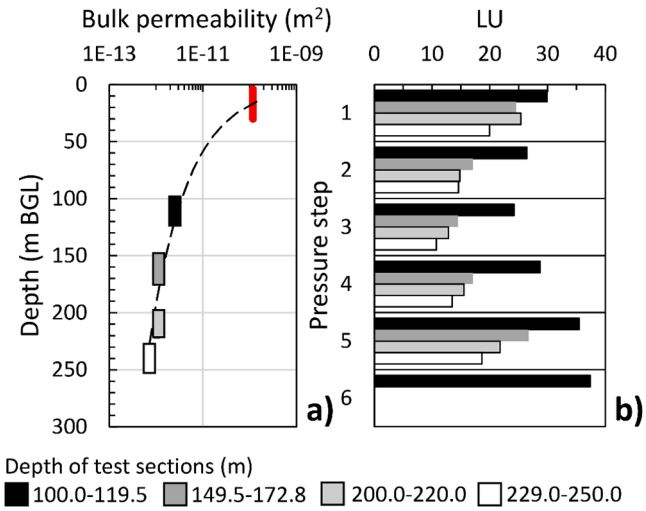 Bulk permeability (m²)
1E-13 1E-11 1E-09
0
50
100
150
200
250
300
Depth (m BGL)
a)
LU
0 10 20 30 40
Pressure step
1
2
3
4
5
6
b)
Depth of test sections (m)
100.0-119.5 149.5-172.8 200.0-220.0 229.0-250.0